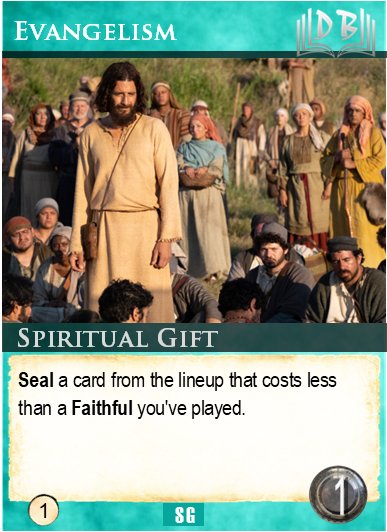 Evangelism
DB
Spiritual Gift
Seal a card from the lineup that costs less
than a Faithful you've played.
1
SG
1